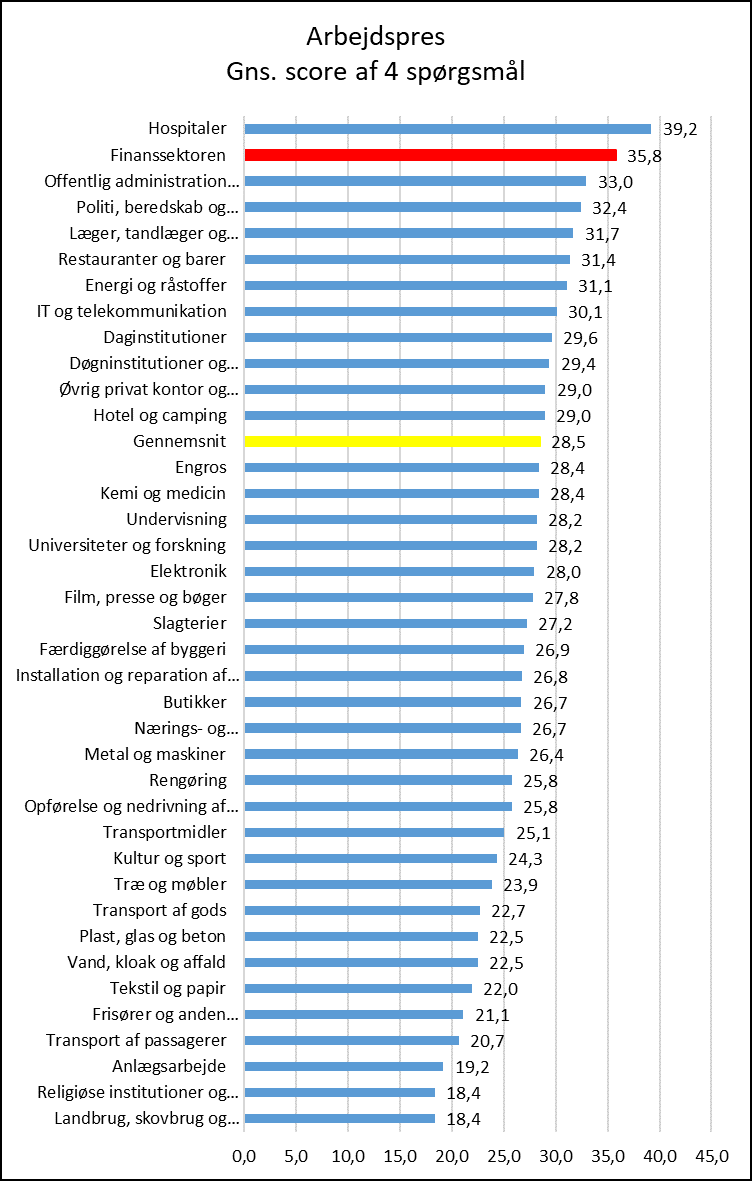 Arbejdspres
Gns. score af 4 spørgsmål
Hospitaler 39,2
Finanssektoren 35,8
Offentlig administration... 33,0
Politi, beredskab og... 32,4
Læger, tandlæger og... 31,7
Restauranter og barer 31,4
Energi og råstoffer 31,1
IT og telekommunikation 30,1
Daginstitutioner 29,6
Døgninstitutioner og... 29,4
Øvrig privat kontor og... 29,0
Hotel og camping 29,0
Gennemsnit 28,5
Engros 28,4
Kemi og medicin 28,4
Undervisning 28,2
Universiteter og forskning 28,2
Elektronik 28,0
Film, presse og bøger 27,8
Slagterier 27,2
Færdiggørelse af byggeri 26,9
Installation og reparation af... 26,8
Butikker 26,7
Nærings- og... 26,7
Metal og maskiner 26,4
Rengøring 25,8
Opførelse og nedrivning af... 25,8
Transportmidler 25,1
Kultur og sport 24,3
Træ og møbler 23,9
Transport af gods 22,7
Plast, glas og beton 22,5
Vand, kloak og affald 22,5
Tekstil og papir 22,0
Frisører og anden... 21,1
Transport af passagerer 20,7
Anlægsarbejde 19,2
Religiøse institutioner og... 18,4
Landbrug, skovbrug og... 18,4
0,0 5,0 10,0 15,0 20,0 25,0 30,0 35,0 40,0 45,0